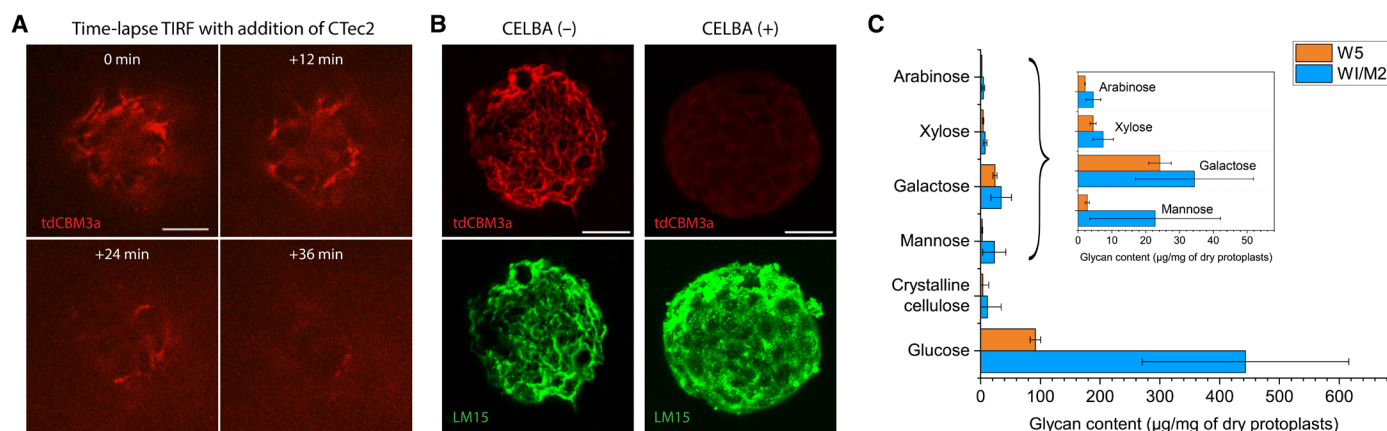 A
Time-lapse TIRF with addition of CTec2
0 min
+12 min
tdCBM3a
+24 min
+36 min
B
CELBA (–)
CELBA (+)
tdCBM3a
tdCBM3a
LM15
LM15
C
W5
WI/M2
Arabinose
Xylose
Galactose
Mannose
Crystalline
cellulose
Glucose
0
100
200
300
400
500
600
Glycan content (µg/mg of dry protoplasts)
Arabinose
Xylose
Galactose
Mannose
0
10
20
30
40
50
Glycan content (µg/mg of dry protoplasts)